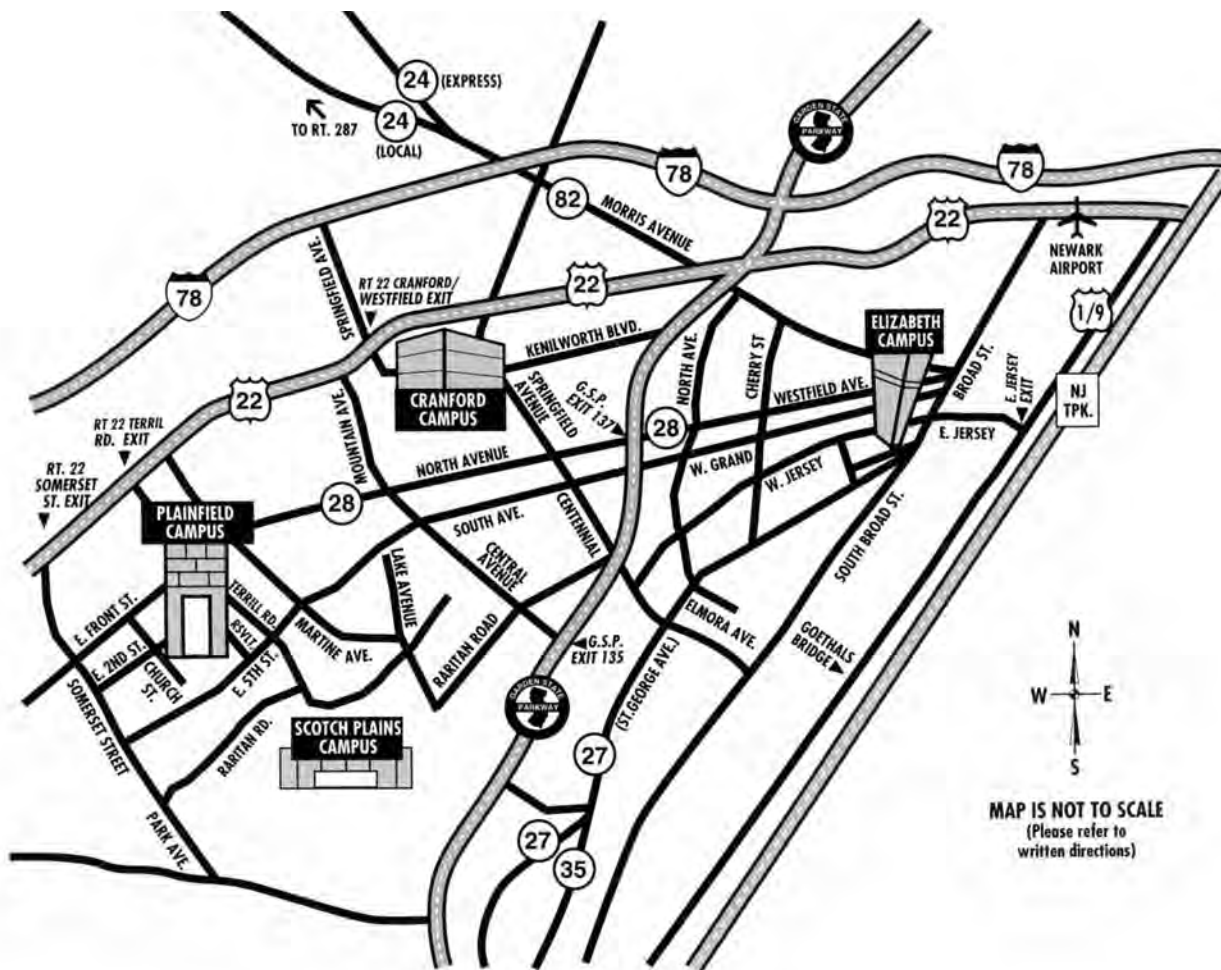 24
(EXPRESS)
TO RT. 287
24
(LOCAL)
GARDEN STATE
PARKWAY
78
78
82
MORRIS AVENUE
22
NEWARK
AIRPORT
SPRINGFIELD AVE.
RT 22 CRANFORD/
WESTFIELD EXIT
22
78
1/9
ELIZABETH
CAMPUS
KENILWORTH BLVD.
NORTH AVE.
CHERRY ST
BROAD ST.
E. JERSEY
EXIT
NJ
TPK.
CRANFORD
CAMPUS
SPRINGFIELD
AVENUE
G.S.P.
EXIT 137
WESTFIELD AVE.
28
22
MOUNTAIN AVE.
RT 22 TERRIL
RD. EXIT
RT. 22
SOMERSET
ST. EXIT
NORTH AVENUE
28
W. GRAND
W. JERSEY
E. JERSEY
PLAINFIELD
CAMPUS
SOUTH AVE.
CENTENNIAL
SOUTH BROAD ST.
LAKE AVENUE
CENTRAL
AVENUE
E. FRONT ST.
TERRILL RD.
RSVLT.
MARTINE AVE.
RARITAN ROAD
ELMORA AVE.
GOETHALS
BRIDGE
G.S.P.
EXIT 135
E. 2ND ST.
CHURCH
ST.
E. 5TH ST.
GARDEN STATE
PARKWAY
(ST.GEORGE AVE.)
N
W
E
S
SOMERSET STREET
RARITAN RD.
SCOTCH PLAINS
CAMPUS
27
PARK AVE.
27
35
MAP IS NOT TO SCALE
(Please refer to
written directions)